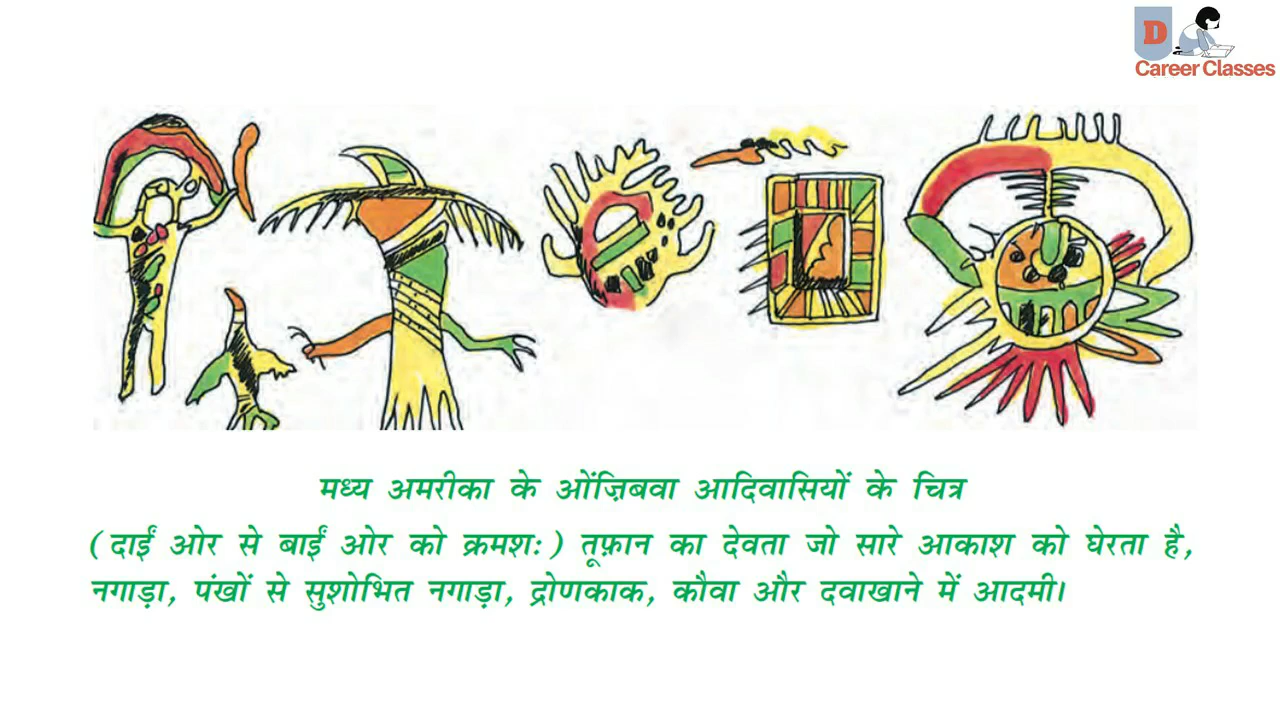 D
Career Classes
मध्य अमरीका के ओंज़िबवा आदिवासियों के चित्र
(दाईं ओर से बाईं ओर को क्रमशः) तूफ़ान का देवता जो सारे आकाश को घेरता है,
नगाड़ा, पंखों से सुशोभित नगाड़ा, द्रोणकाक, कौवा और दवाखाने में आदमी।